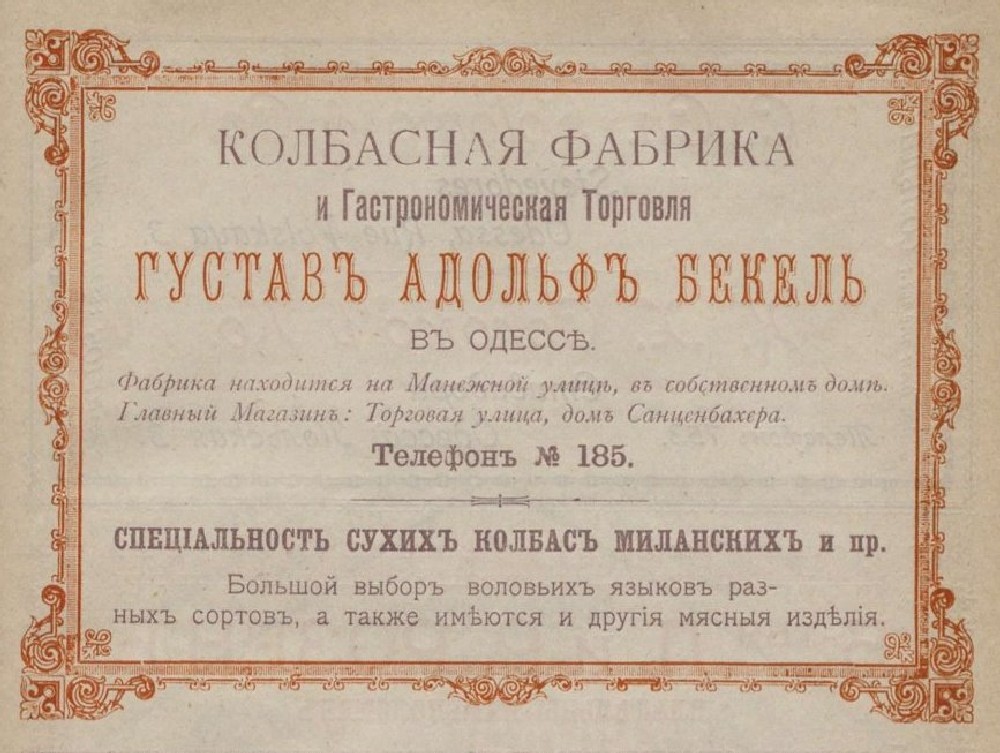 КОЛБАСНАЯ ФАБРИКА
и Гастрономическая Торговля
ГУСТАВЪ АДОЛЬФЪ БЕКЕЛЬ
ВЪ ОДЕССѢ.
Фабрика находится на Манежной улицѣ, въ собственномъ домѣ.
Главный Магазинъ: Торговая улица, домъ Санценбахера.
Телефонъ № 185.
СПЕЦІАЛЬНОСТЬ СУХИХЪ КОЛБАСЪ МИЛАНСКИХЪ и пр.
Большой выборъ воловьихъ языковъ раз-
ныхъ сортовъ, а также имѣются и другія мясныя издѣлія.